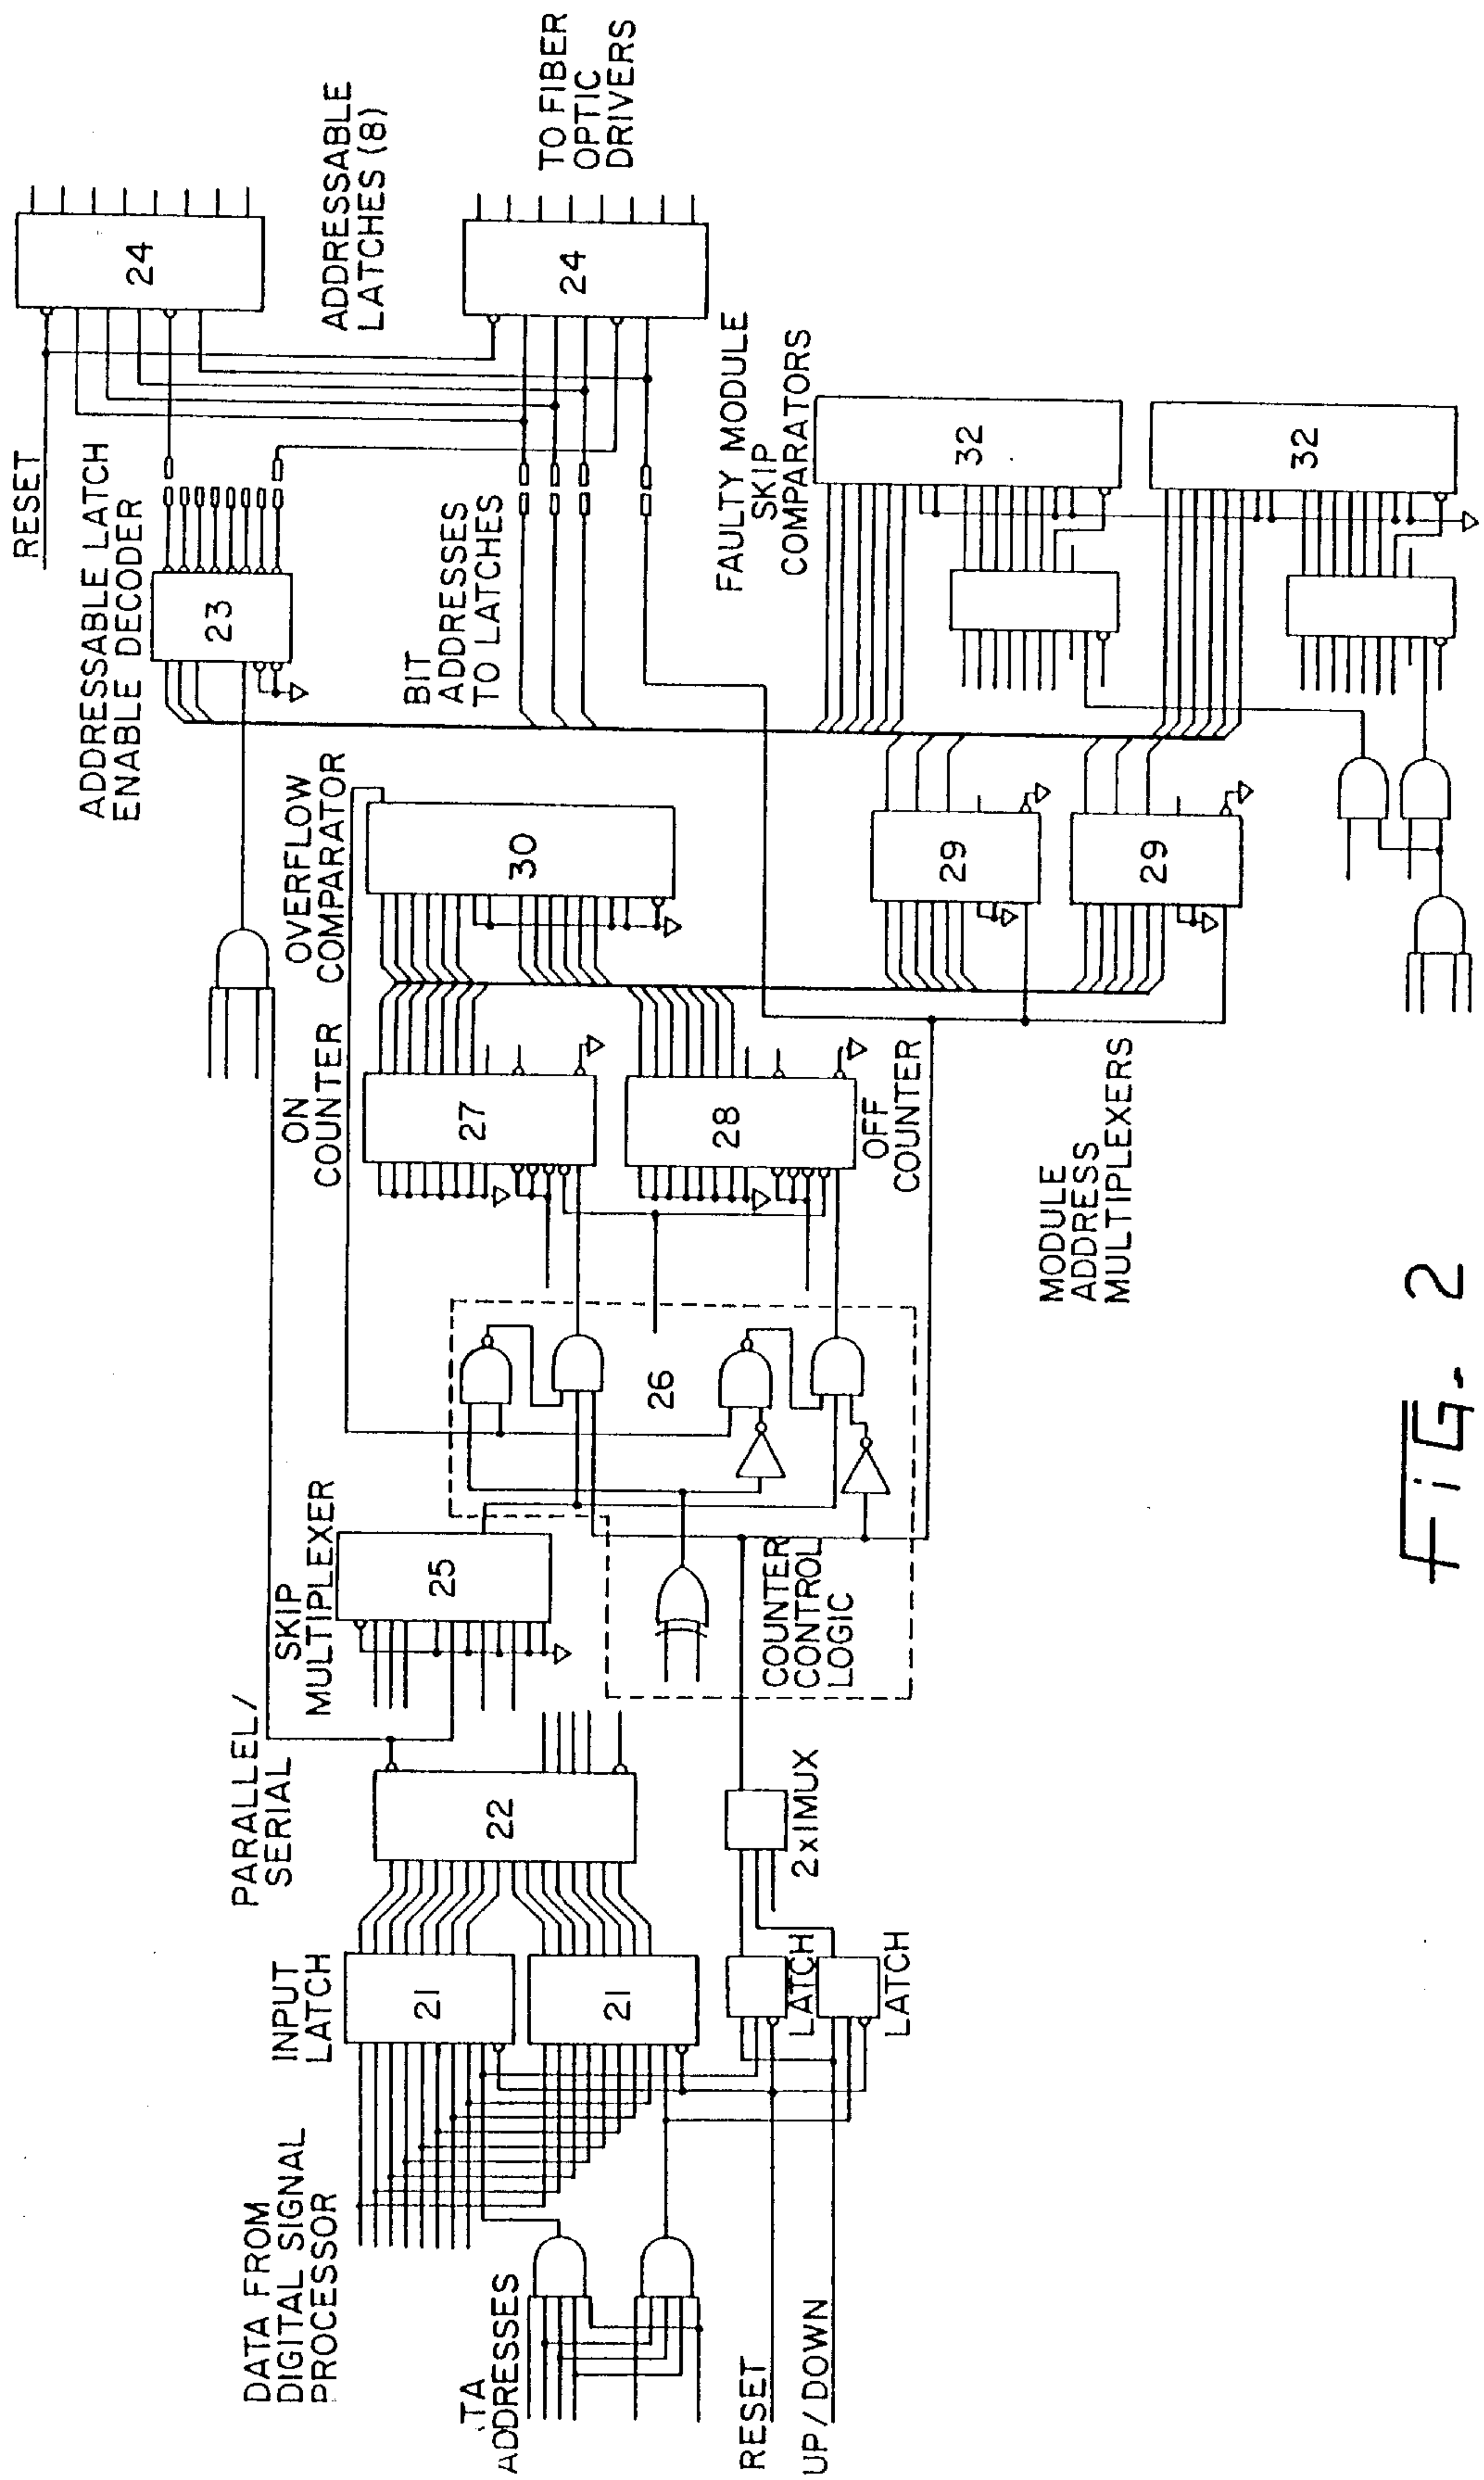 DATA FROM
DIGITAL SIGNAL
PROCESSOR
TA
ADDRESSES
RESET
UP/DOWN
INPUT
LATCH
21
21
LATCH
LATCH
PARALLEL/
SERIAL
22
2x1MUX
SKIP
MULTIPLEXER
25
COUNTER
CONTROL
LOGIC
26
ON
COUNTER
27
28
OFF
COUNTER
OVERFLOW
COMPARATOR
30
29
29
MODULE
ADDRESS
MULTIPLEXERS
ADDRESSABLE LATCH
ENABLE DECODER
23
RESET
BIT
ADDRESSES
TO LATCHES
24
ADDRESSABLE
LATCHES (8)
24
TO FIBER
OPTIC
DRIVERS
FAULTY MODULE
SKIP
COMPARATORS
32
32
FiG. 2